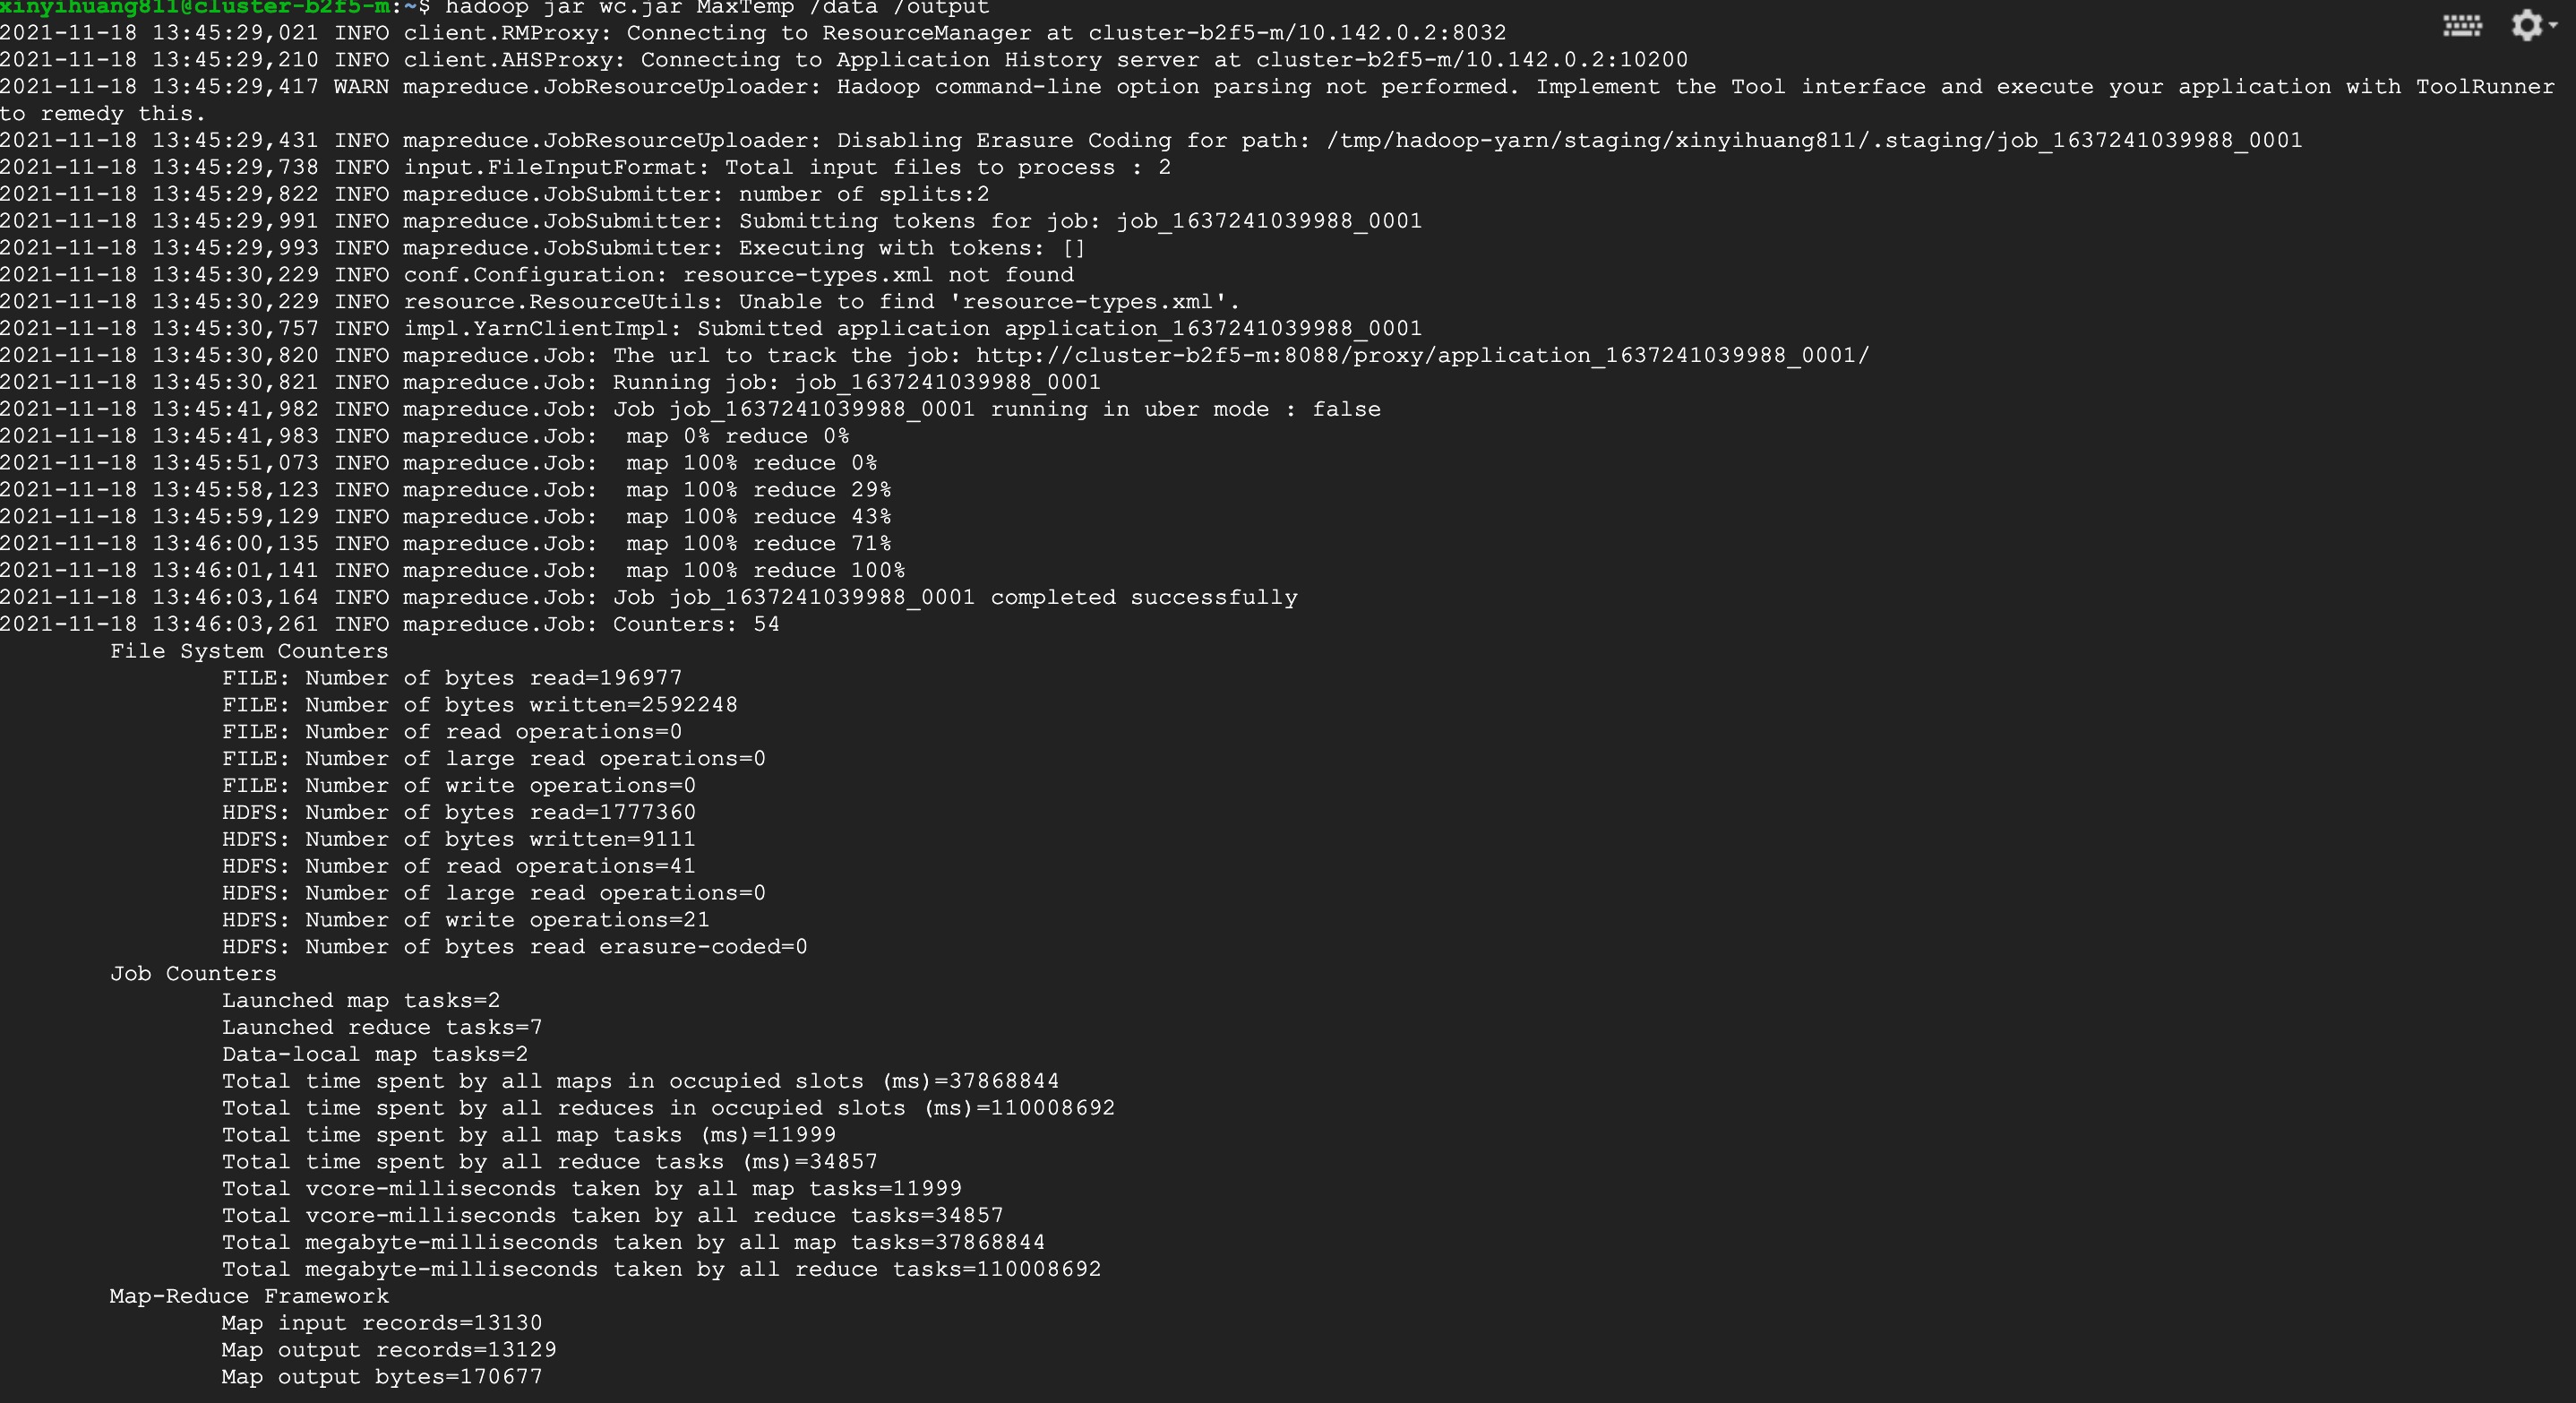 xinyihuang811@cluster-b2f5-m:~$ hadoop jar wc.jar MaxTemp /data /output
2021-11-18 13:45:29,021 INFO client.RMProxy: Connecting to ResourceManager at cluster-b2f5-m/10.142.0.2:8032
2021-11-18 13:45:29,210 INFO client.AHSProxy: Connecting to Application History server at cluster-b2f5-m/10.142.0.2:10200
2021-11-18 13:45:29,417 WARN mapreduce.JobResourceUploader: Hadoop command-line option parsing not performed. Implement the Tool interface and execute your application with ToolRunner
to remedy this.
2021-11-18 13:45:29,431 INFO mapreduce.JobResourceUploader: Disabling Erasure Coding for path: /tmp/hadoop-yarn/staging/xinyihuang811/.staging/job_1637241039988_0001
2021-11-18 13:45:29,738 INFO input.FileInputFormat: Total input files to process : 2
2021-11-18 13:45:29,822 INFO mapreduce.JobSubmitter: number of splits:2
2021-11-18 13:45:29,991 INFO mapreduce.JobSubmitter: Submitting tokens for job: job_1637241039988_0001
2021-11-18 13:45:29,993 INFO mapreduce.JobSubmitter: Executing with tokens: []
2021-11-18 13:45:30,229 INFO conf.Configuration: resource-types.xml not found
2021-11-18 13:45:30,229 INFO resource.ResourceUtils: Unable to find 'resource-types.xml'.
2021-11-18 13:45:30,757 INFO impl.YarnClientImpl: Submitted application application_1637241039988_0001
2021-11-18 13:45:30,820 INFO mapreduce.Job: The url to track the job: http://cluster-b2f5-m:8088/proxy/application_1637241039988_0001/
2021-11-18 13:45:30,821 INFO mapreduce.Job: Running job: job_1637241039988_0001
2021-11-18 13:45:41,982 INFO mapreduce.Job: Job job_1637241039988_0001 running in uber mode : false
2021-11-18 13:45:41,983 INFO mapreduce.Job:  map 0% reduce 0%
2021-11-18 13:45:51,073 INFO mapreduce.Job:  map 100% reduce 0%
2021-11-18 13:45:58,123 INFO mapreduce.Job:  map 100% reduce 29%
2021-11-18 13:45:59,129 INFO mapreduce.Job:  map 100% reduce 43%
2021-11-18 13:46:00,135 INFO mapreduce.Job:  map 100% reduce 71%
2021-11-18 13:46:01,141 INFO mapreduce.Job:  map 100% reduce 100%
2021-11-18 13:46:03,164 INFO mapreduce.Job: Job job_1637241039988_0001 completed successfully
2021-11-18 13:46:03,261 INFO mapreduce.Job: Counters: 54
File System Counters
FILE: Number of bytes read=196977
FILE: Number of bytes written=2592248
FILE: Number of read operations=0
FILE: Number of large read operations=0
FILE: Number of write operations=0
HDFS: Number of bytes read=1777360
HDFS: Number of bytes written=9111
HDFS: Number of read operations=41
HDFS: Number of large read operations=0
HDFS: Number of write operations=21
HDFS: Number of bytes read erasure-coded=0
Job Counters
Launched map tasks=2
Launched reduce tasks=7
Data-local map tasks=2
Total time spent by all maps in occupied slots (ms)=37868844
Total time spent by all reduces in occupied slots (ms)=110008692
Total time spent by all map tasks (ms)=11999
Total time spent by all reduce tasks (ms)=34857
Total vcore-milliseconds taken by all map tasks=11999
Total vcore-milliseconds taken by all reduce tasks=34857
Total megabyte-milliseconds taken by all map tasks=37868844
Total megabyte-milliseconds taken by all reduce tasks=110008692
Map-Reduce Framework
Map input records=13130
Map output records=13129
Map output bytes=170677